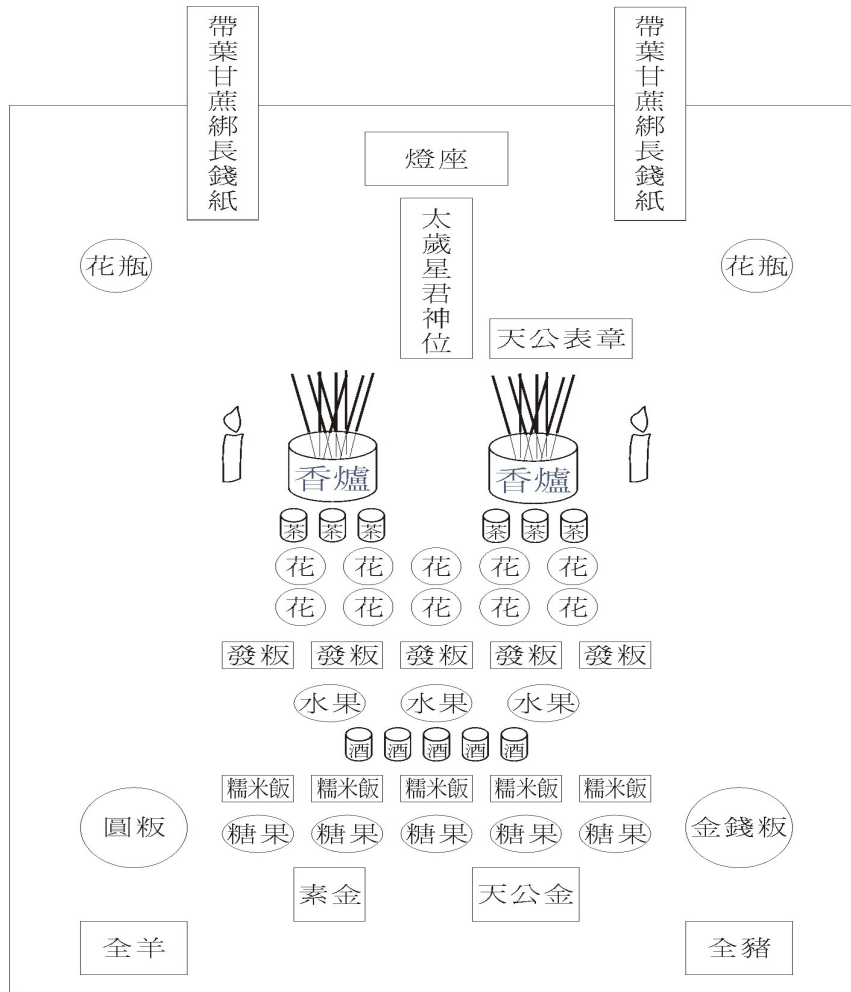 帶葉甘蔗綁長錢紙
帶葉甘蔗綁長錢紙
燈座
太歲星君神位
花瓶
花瓶
天公表章
香爐 香爐
茶 茶 茶 茶 茶 茶
花 花 花 花 花
花 花 花 花 花
發粄 發粄 發粄 發粄 發粄
水果 水果 水果
酒 酒 酒 酒 酒
糯米飯 糯米飯 糯米飯 糯米飯 糯米飯
圓粄
糖果 糖果 糖果 糖果 糖果
金錢粄
素金 天公金
全羊 全豬